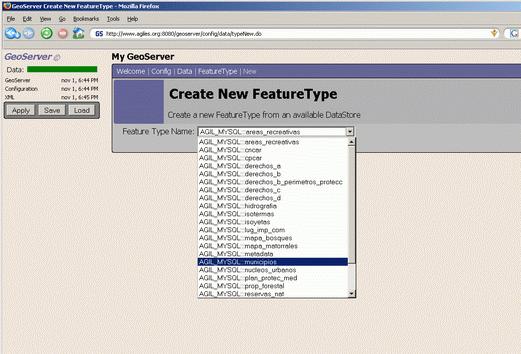 GeoServer Create New FeatureType - Mozilla Firefox
File Edit View Go Bookmarks Tools Help
GS http://www.agiles.org:8080/geoserver/config/data/typeNew.do
GeoServer
My GeoServer
Data:
Welcome | Config | Data | FeatureType | New
GeoServer nov 1, 6:44 PM
Configuration nov 1, 6:44 PM
XML nov 1, 6:45 PM
Apply Save Load
Create New FeatureType
Create a new FeatureType from an available DataStore
Feature Type Name: AGIL_MYSQL::areas_recreativas
AGIL_MYSQL::areas_recreativas
AGIL_MYSQL::cncar
AGIL_MYSQL::cpcar
AGIL_MYSQL::derechos_a
AGIL_MYSQL::derechos_b
AGIL_MYSQL::derechos_b_perimetros_protecc
AGIL_MYSQL::derechos_c
AGIL_MYSQL::derechos_d
AGIL_MYSQL::hidrografia
AGIL_MYSQL::isotermas
AGIL_MYSQL::isoyetas
AGIL_MYSQL::lug_imp_com
AGIL_MYSQL::mapa_bosques
AGIL_MYSQL::mapa_matorrales
AGIL_MYSQL::metadata
AGIL_MYSQL::municipios
AGIL_MYSQL::nucleos_urbanos
AGIL_MYSQL::plan_protec_med
AGIL_MYSQL::prop_forestal
AGIL_MYSQL::reservas_nat